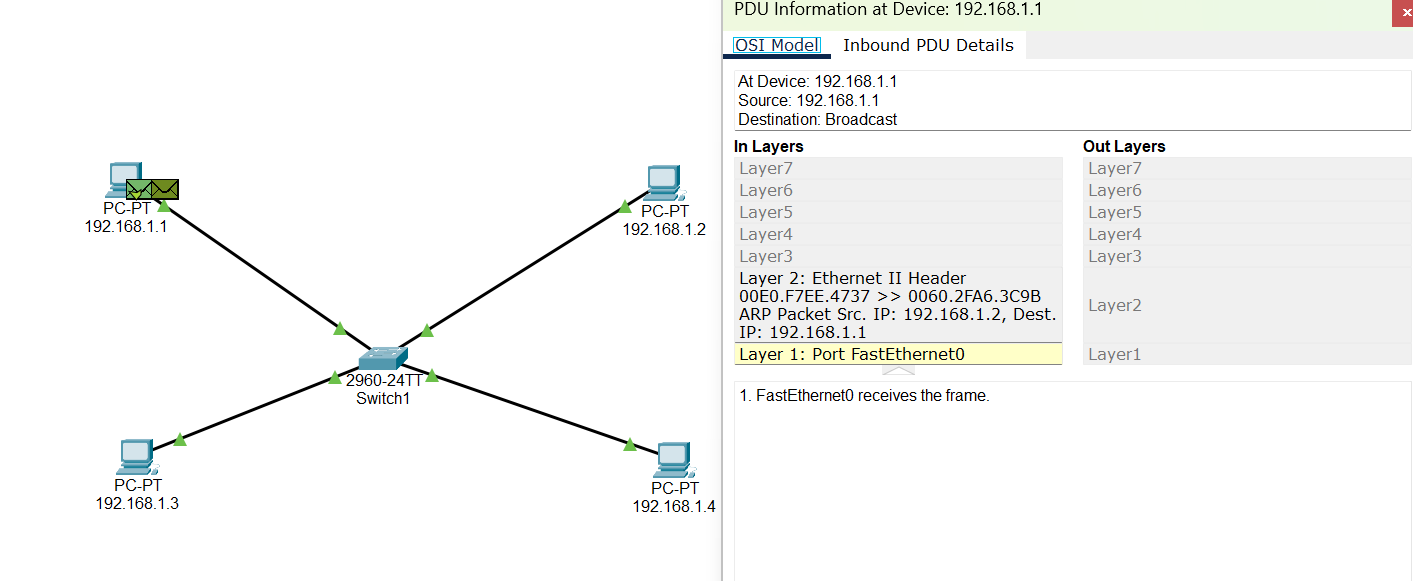 PDU Information at Device: 192.168.1.1
×
OSI Model
Inbound PDU Details
At Device: 192.168.1.1
Source: 192.168.1.1
Destination: Broadcast
In Layers
Out Layers
Layer7
Layer7
Layer6
Layer6
Layer5
Layer5
Layer4
Layer4
Layer3
Layer3
Layer 2: Ethernet II Header
00E0.F7EE.4737 >> 0060.2FA6.3C9B
ARP Packet Src. IP: 192.168.1.2, Dest.
IP: 192.168.1.1
Layer2
Layer 1: Port FastEthernet0
Layer1
1. FastEthernet0 receives the frame.
PC-PT
192.168.1.1
PC-PT
192.168.1.2
2960-24TT
Switch1
PC-PT
192.168.1.3
PC-PT
192.168.1.4